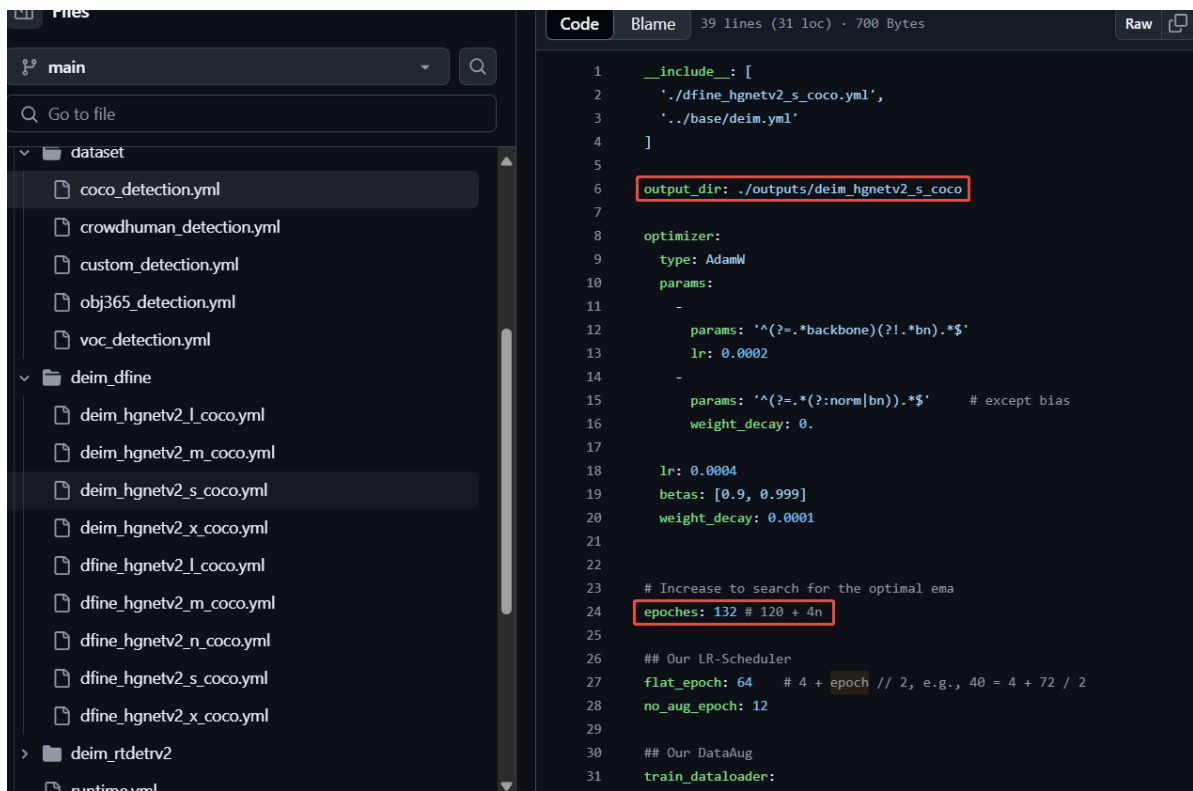 Files
main
Go to file
dataset
coco_detection.yml
crowdhuman_detection.yml
custom_detection.yml
obj365_detection.yml
voc_detection.yml
deim_dfine
deim_hgnetv2_l_coco.yml
deim_hgnetv2_m_coco.yml
deim_hgnetv2_s_coco.yml
deim_hgnetv2_x_coco.yml
dfine_hgnetv2_l_coco.yml
dfine_hgnetv2_m_coco.yml
dfine_hgnetv2_n_coco.yml
dfine_hgnetv2_s_coco.yml
dfine_hgnetv2_x_coco.yml
deim_rtdetrv2
runtime.yml
Code Blame 39 lines (31 loc) · 700 Bytes Raw
1 __include__: [
2 './dfine_hgnetv2_s_coco.yml',
3 '../base/deim.yml'
4 ]
5
6 output_dir: ./outputs/deim_hgnetv2_s_coco
7
8 optimizer:
9 type: AdamW
10 params:
11 -
12 params: '^(?=.*backbone)(?!.*bn).*$'
13 lr: 0.0002
14 -
15 params: '^(?=.*(?:norm|bn)).*$' # except bias
16 weight_decay: 0.
17
18 lr: 0.0004
19 betas: [0.9, 0.999]
20 weight_decay: 0.0001
21
22
23 # Increase to search for the optimal ema
24 epoches: 132 # 120 + 4n
25
26 ## Our LR-Scheduler
27 flat_epoch: 64 # 4 + epoch // 2, e.g., 40 = 4 + 72 / 2
28 no_aug_epoch: 12
29
30 ## Our DataAug
31 train_dataloader: